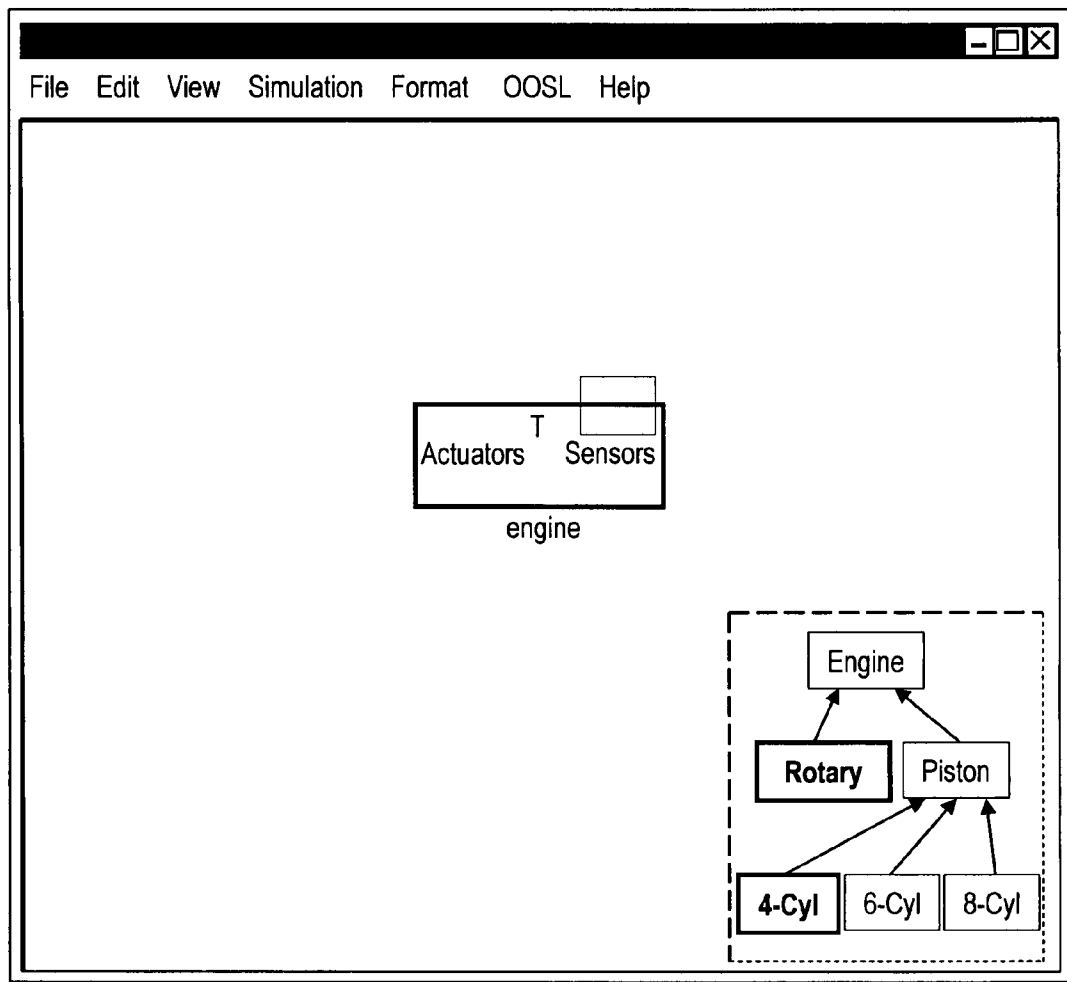 File Edit View Simulation Format OOSL Help
T
Actuators Sensors
engine
Engine
Rotary Piston
4-Cyl 6-Cyl 8-Cyl